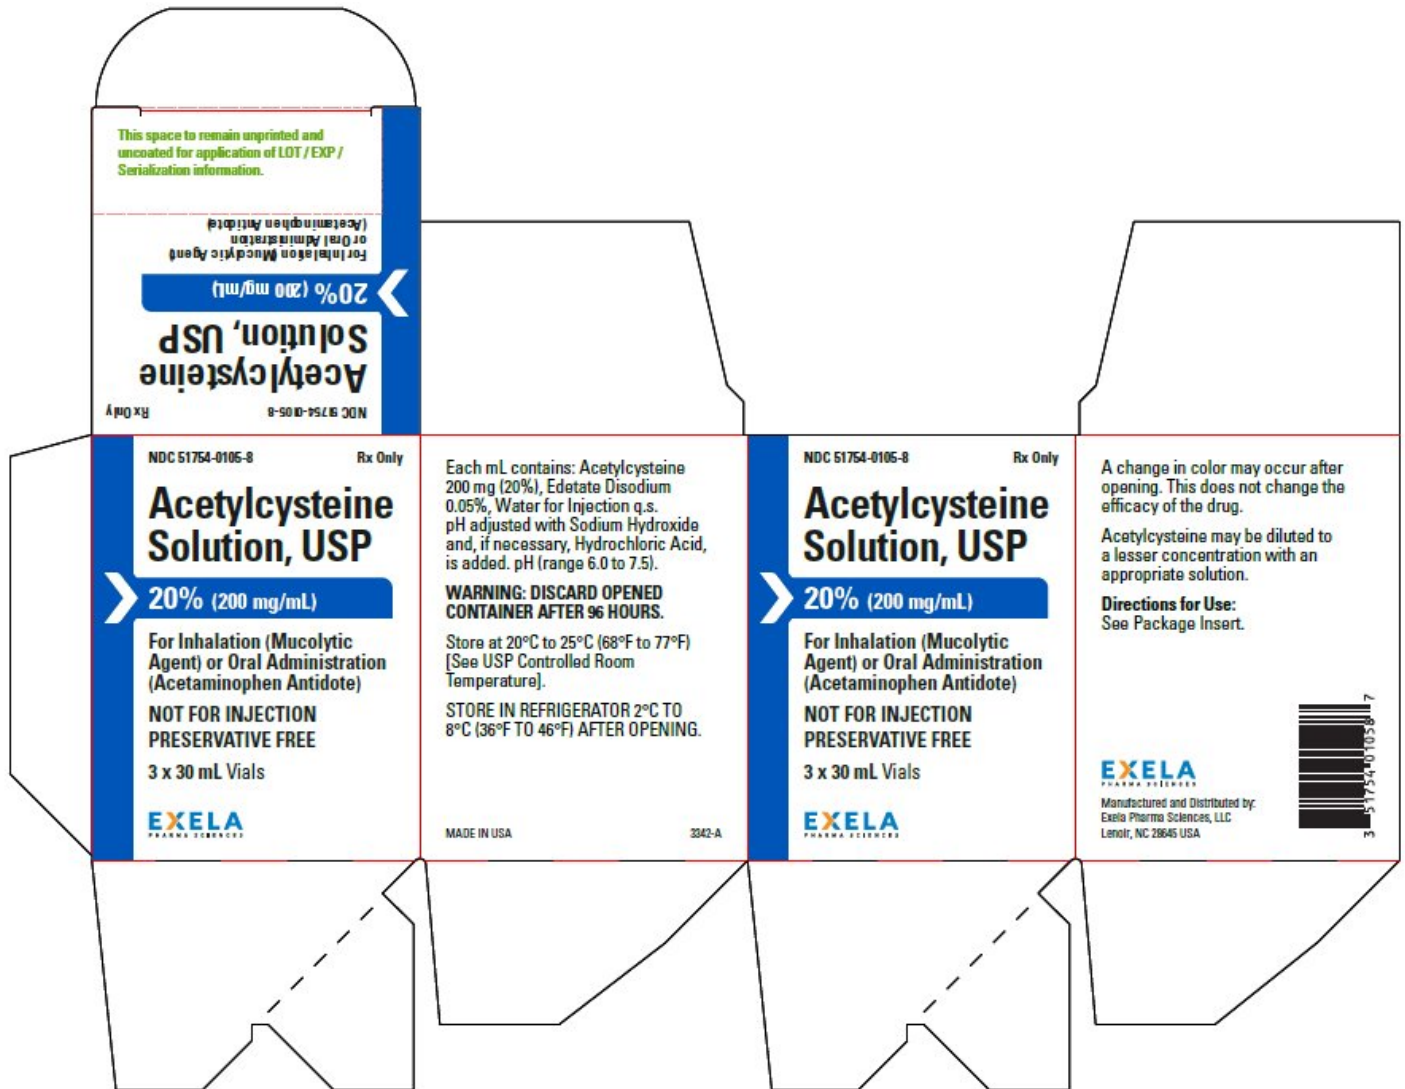 This space to remain unprinted and
uncoated for application of LOT / EXP /
Serialization information.
NDC 51754-0105-8 Rx Only
Acetylcysteine
Solution, USP
20% (200 mg/mL)
For Inhalation (Mucolytic Agent)
or Oral Administration
(Acetaminophen Antidote)
NDC 51754-0105-8 Rx Only
Acetylcysteine
Solution, USP
20% (200 mg/mL)
For Inhalation (Mucolytic
Agent) or Oral Administration
(Acetaminophen Antidote)
NOT FOR INJECTION
PRESERVATIVE FREE
3 x 30 mL Vials
EXELA
PHARMA SCIENCES
Each mL contains: Acetylcysteine
200 mg (20%), Edetate Disodium
0.05%, Water for Injection q.s.
pH adjusted with Sodium Hydroxide
and, if necessary, Hydrochloric Acid,
is added. pH (range 6.0 to 7.5).
WARNING: DISCARD OPENED
CONTAINER AFTER 96 HOURS.
Store at 20°C to 25°C (68°F to 77°F)
[See USP Controlled Room
Temperature].
STORE IN REFRIGERATOR 2°C TO
8°C (36°F TO 46°F) AFTER OPENING.
MADE IN USA 3342-A
NDC 51754-0105-8 Rx Only
Acetylcysteine
Solution, USP
20% (200 mg/mL)
For Inhalation (Mucolytic
Agent) or Oral Administration
(Acetaminophen Antidote)
NOT FOR INJECTION
PRESERVATIVE FREE
3 x 30 mL Vials
EXELA
PHARMA SCIENCES
A change in color may occur after
opening. This does not change the
efficacy of the drug.
Acetylcysteine may be diluted to
a lesser concentration with an
appropriate solution.
Directions for Use:
See Package Insert.
EXELA
PHARMA SCIENCES
Manufactured and Distributed by:
Exela Pharma Sciences, LLC
Lenoir, NC 28645 USA
3 51754 01058 7